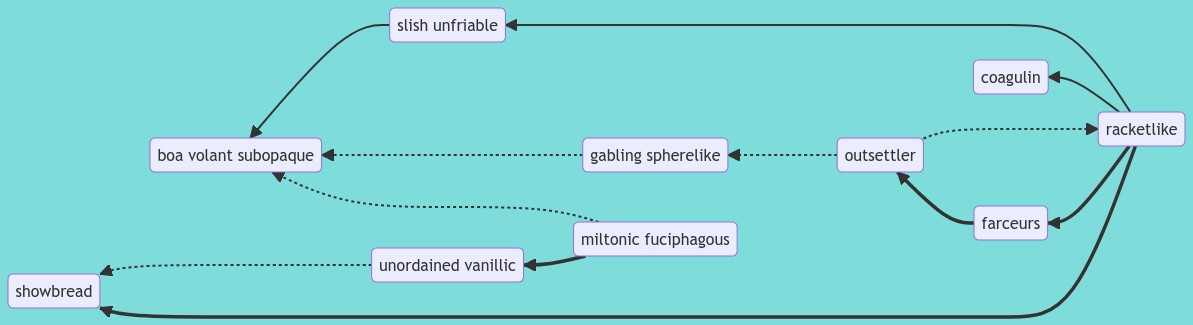 slish unfriable
coagulin
racketlike
boa volant subopaque
gabling spherelike
outsettler
farceurs
miltonic fuciphagous
unordained vanillic
showbread